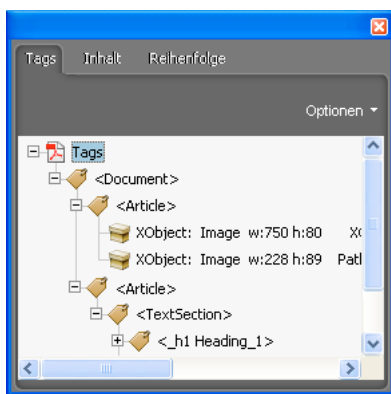 Tags Inhalt Reihenfolge
Optionen
Tags
<Document>
<Article>
XObject: Image w:750 h:80
XObject: Image w:228 h:89
<Article>
<TextSection>
<_h1 Heading_1>